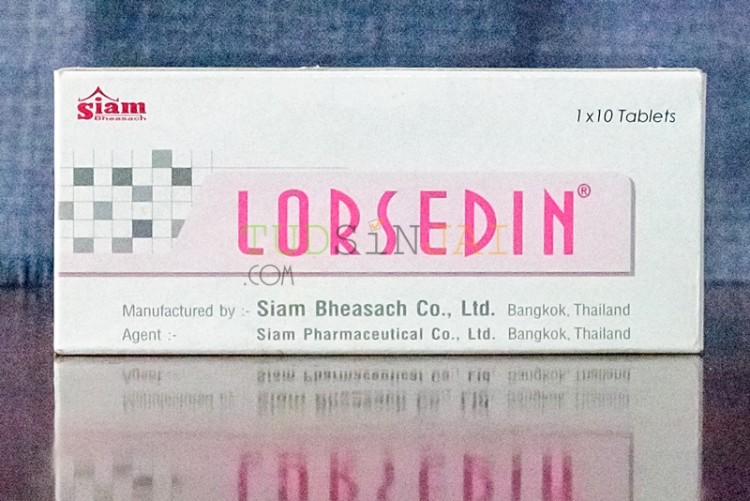 Siam
Bheasach
1x10 Tablets
LORSEDIN®
TUDSiNJAI
.COM
Manufactured by :- Siam Bheasach Co., Ltd. Bangkok, Thailand
Agent :- Siam Pharmaceutical Co., Ltd. Bangkok, Thailand